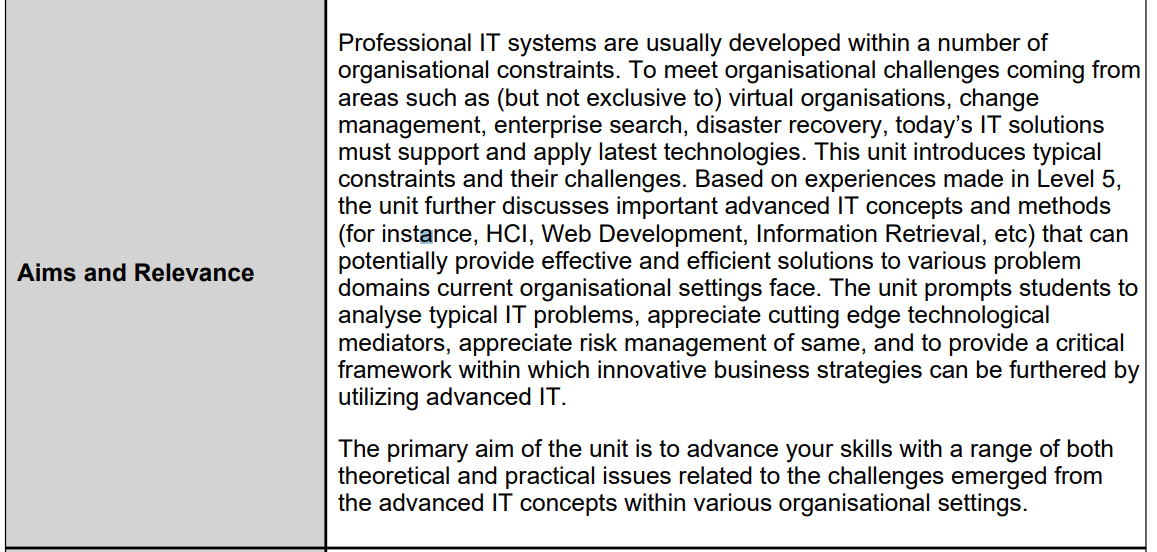 Professional IT systems are usually developed within a number of
organisational constraints. To meet organisational challenges coming from
areas such as (but not exclusive to) virtual organisations, change
management, enterprise search, disaster recovery, today’s IT solutions
must support and apply latest technologies. This unit introduces typical
constraints and their challenges. Based on experiences made in Level 5,
the unit further discusses important advanced IT concepts and methods
(for instance, HCI, Web Development, Information Retrieval, etc) that can
potentially provide effective and efficient solutions to various problem
domains current organisational settings face. The unit prompts students to
analyse typical IT problems, appreciate cutting edge technological
mediators, appreciate risk management of same, and to provide a critical
framework within which innovative business strategies can be furthered by
utilizing advanced IT.
The primary aim of the unit is to advance your skills with a range of both
theoretical and practical issues related to the challenges emerged from
the advanced IT concepts within various organisational settings.
Aims and Relevance